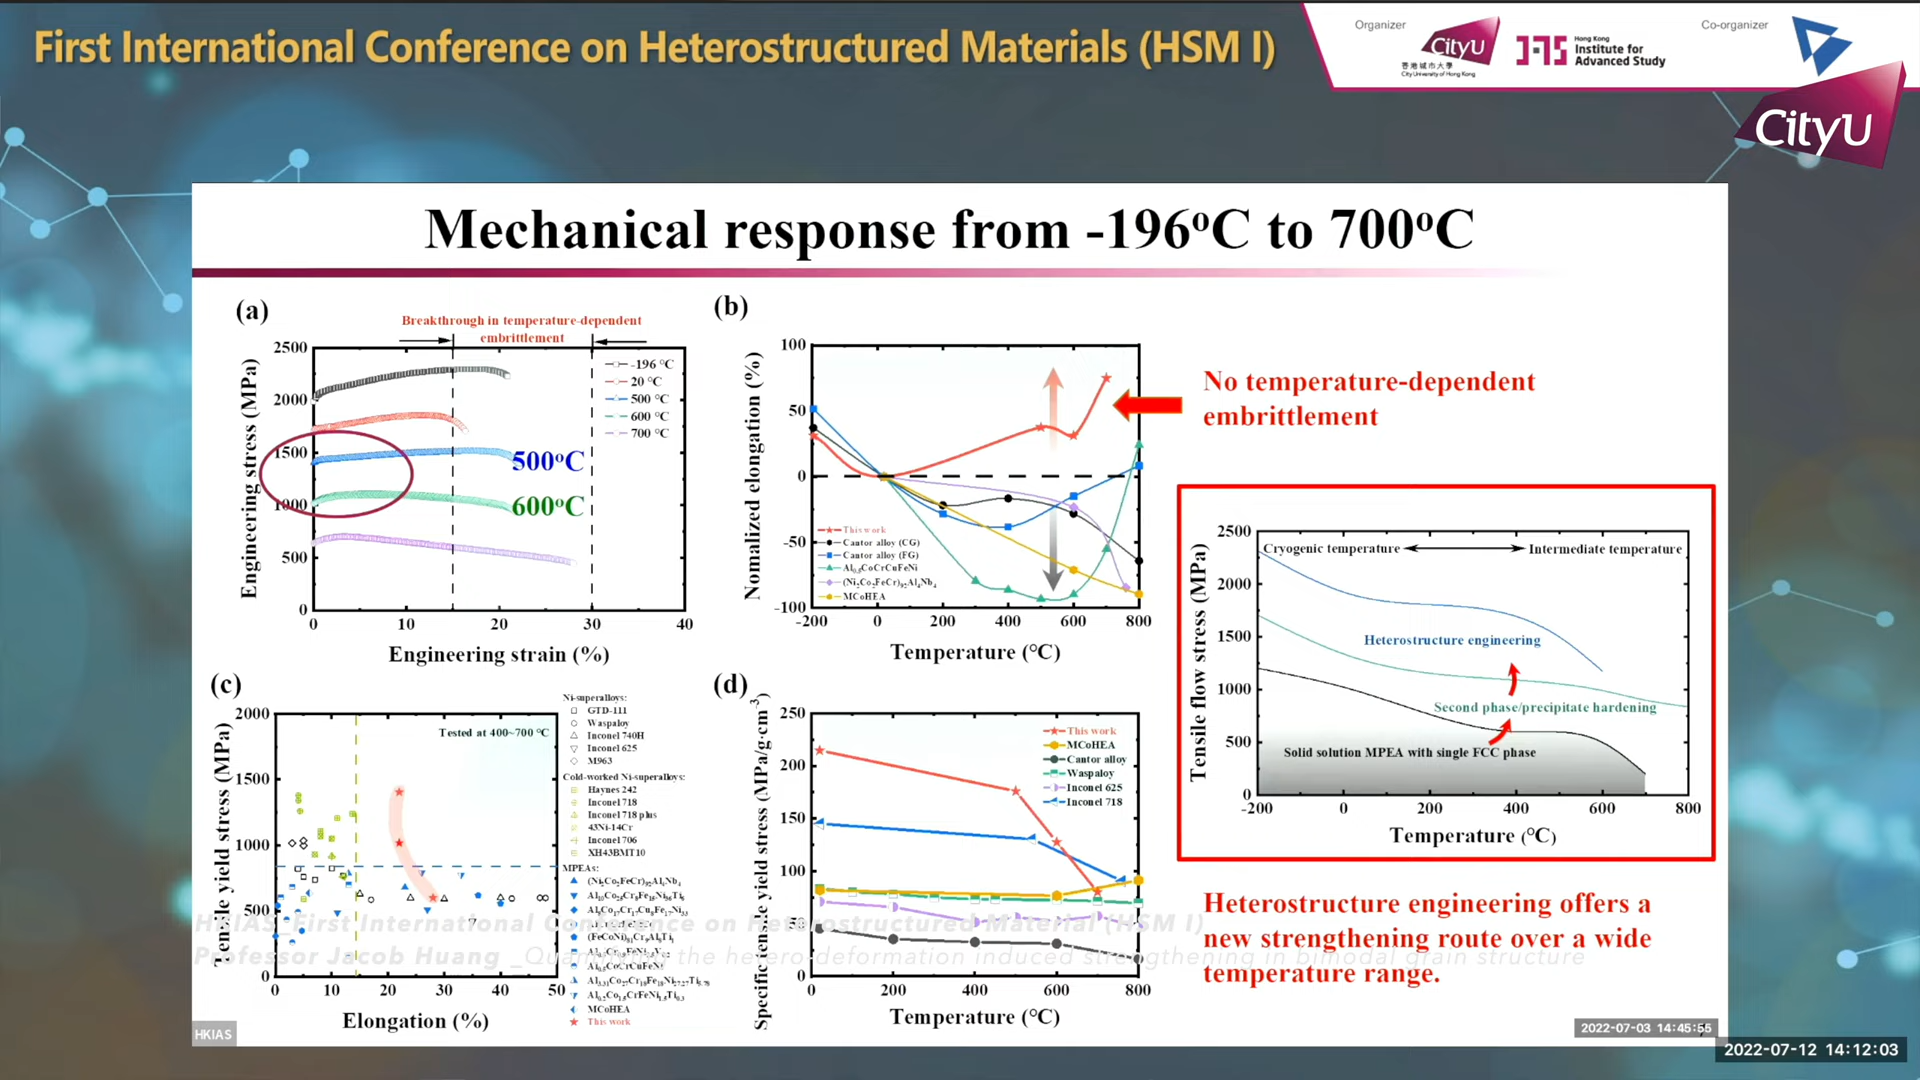 First International Conference on Heterostructured Materials (HSM I)
Organizer
CityU
香港城市大學
City University of Hong Kong
Hong Kong
Institute for
Advanced Study
Co-organizer
CityU
Mechanical response from -196°C to 700°C
(a)
Breakthrough in temperature-dependent
embrittlement
Engineering stress (MPa)
2500
2000
1500
1000
500
0
-196 °C
20 °C
500 °C
600 °C
700 °C
500°C
600°C
0 10 20 30 40
Engineering strain (%)
(b)
Nomalized elongation (%)
100
50
0
-50
-100
This work
Cantor alloy (CG)
Cantor alloy (FG)
Al0.5CoCrCuFeNi
(Ni2Co2FeCr)92Al4Nb4
MCoHEA
-200 0 200 400 600 800
Temperature (°C)
No temperature-dependent
embrittlement
(c)
Tensile yield stress (MPa)
2000
1500
1000
500
0
Tested at 400~700 °C
0 10 20 30 40 50
Elongation (%)
Ni-superalloys:
GTD-111
Waspaloy
Inconel 740H
Inconel 625
M963
Cold-worked Ni-superalloys:
Haynes 242
Inconel 718
Inconel 718 plus
43Ni-14Cr
Inconel 706
XH43BMT10
MPEAs:
(Ni2Co2FeCr)92Al4Nb4
Al0.5CoCrCuFeNi
MCoHEA
This work
(d)
Specific tensile yield stress (MPa/g·cm-3)
250
200
150
100
50
0
This work
MCoHEA
Cantor alloy
Waspaloy
Inconel 625
Inconel 718
0 200 400 600 800
Temperature (°C)
Tensile flow stress (MPa)
2500
2000
1500
1000
500
0
Cryogenic temperature
Intermediate temperature
Heterostructure engineering
Second phase/precipitate hardening
Solid solution MPEA with single FCC phase
-200 0 200 400 600 800
Temperature (°C)
Heterostructure engineering offers a
new strengthening route over a wide
temperature range.
HKIAS_First International Conference on Heterostructured Material (HSM I)
Professor Jacob Huang _Quantifying the hetero-deformation induced strengthening in bimodal grain structure
HKIAS
2022-07-03 14:45:55
2022-07-12 14:12:03